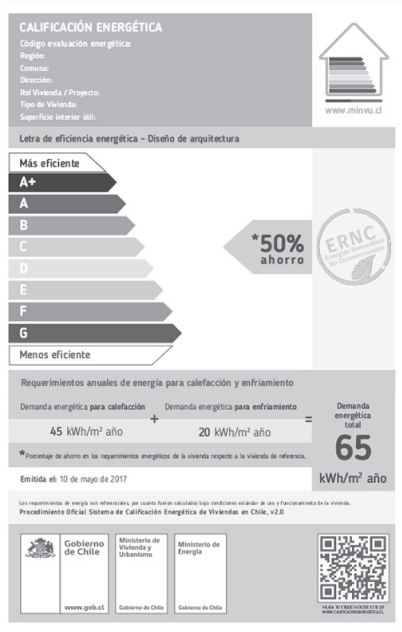 CALIFICACIÓN ENERGÉTICA
Código evaluación energética:
Región:
Comuna:
Dirección:
Rol Vivienda / Proyecto:
Tipo de Vivienda:
Superficie interior útil:
www.minvu.cl
Letra de eficiencia energética - Diseño de arquitectura
Más eficiente
A+
A
B
C
D
E
F
G
Menos eficiente
*50%
ahorro
ERNC
Energías Renovables
No Convencionales
Requerimientos anuales de energía para calefacción y enfriamiento
Demanda energética para calefacción
45 kWh/m² año
+
Demanda energética para enfriamiento
20 kWh/m² año
=
Demanda
energética
total
65
kWh/m² año
*Porcentaje de ahorro en los requerimientos energéticos de la vivienda respecto a la vivienda de referencia.
Emitida el: 10 de mayo de 2017
Los requerimientos de energía son referenciales, por cuanto fueron calculados bajo condiciones estándar de uso y funcionamiento de la vivienda.
Procedimiento Oficial Sistema de Calificación Energética de Viviendas en Chile, v2.0
Gobierno
de Chile
www.gob.cl
Ministerio de
Vivienda y
Urbanismo
Gobierno de Chile
Ministerio de
Energía
Gobierno de Chile
WWW.CALIFICACIONENERGETICA.CL